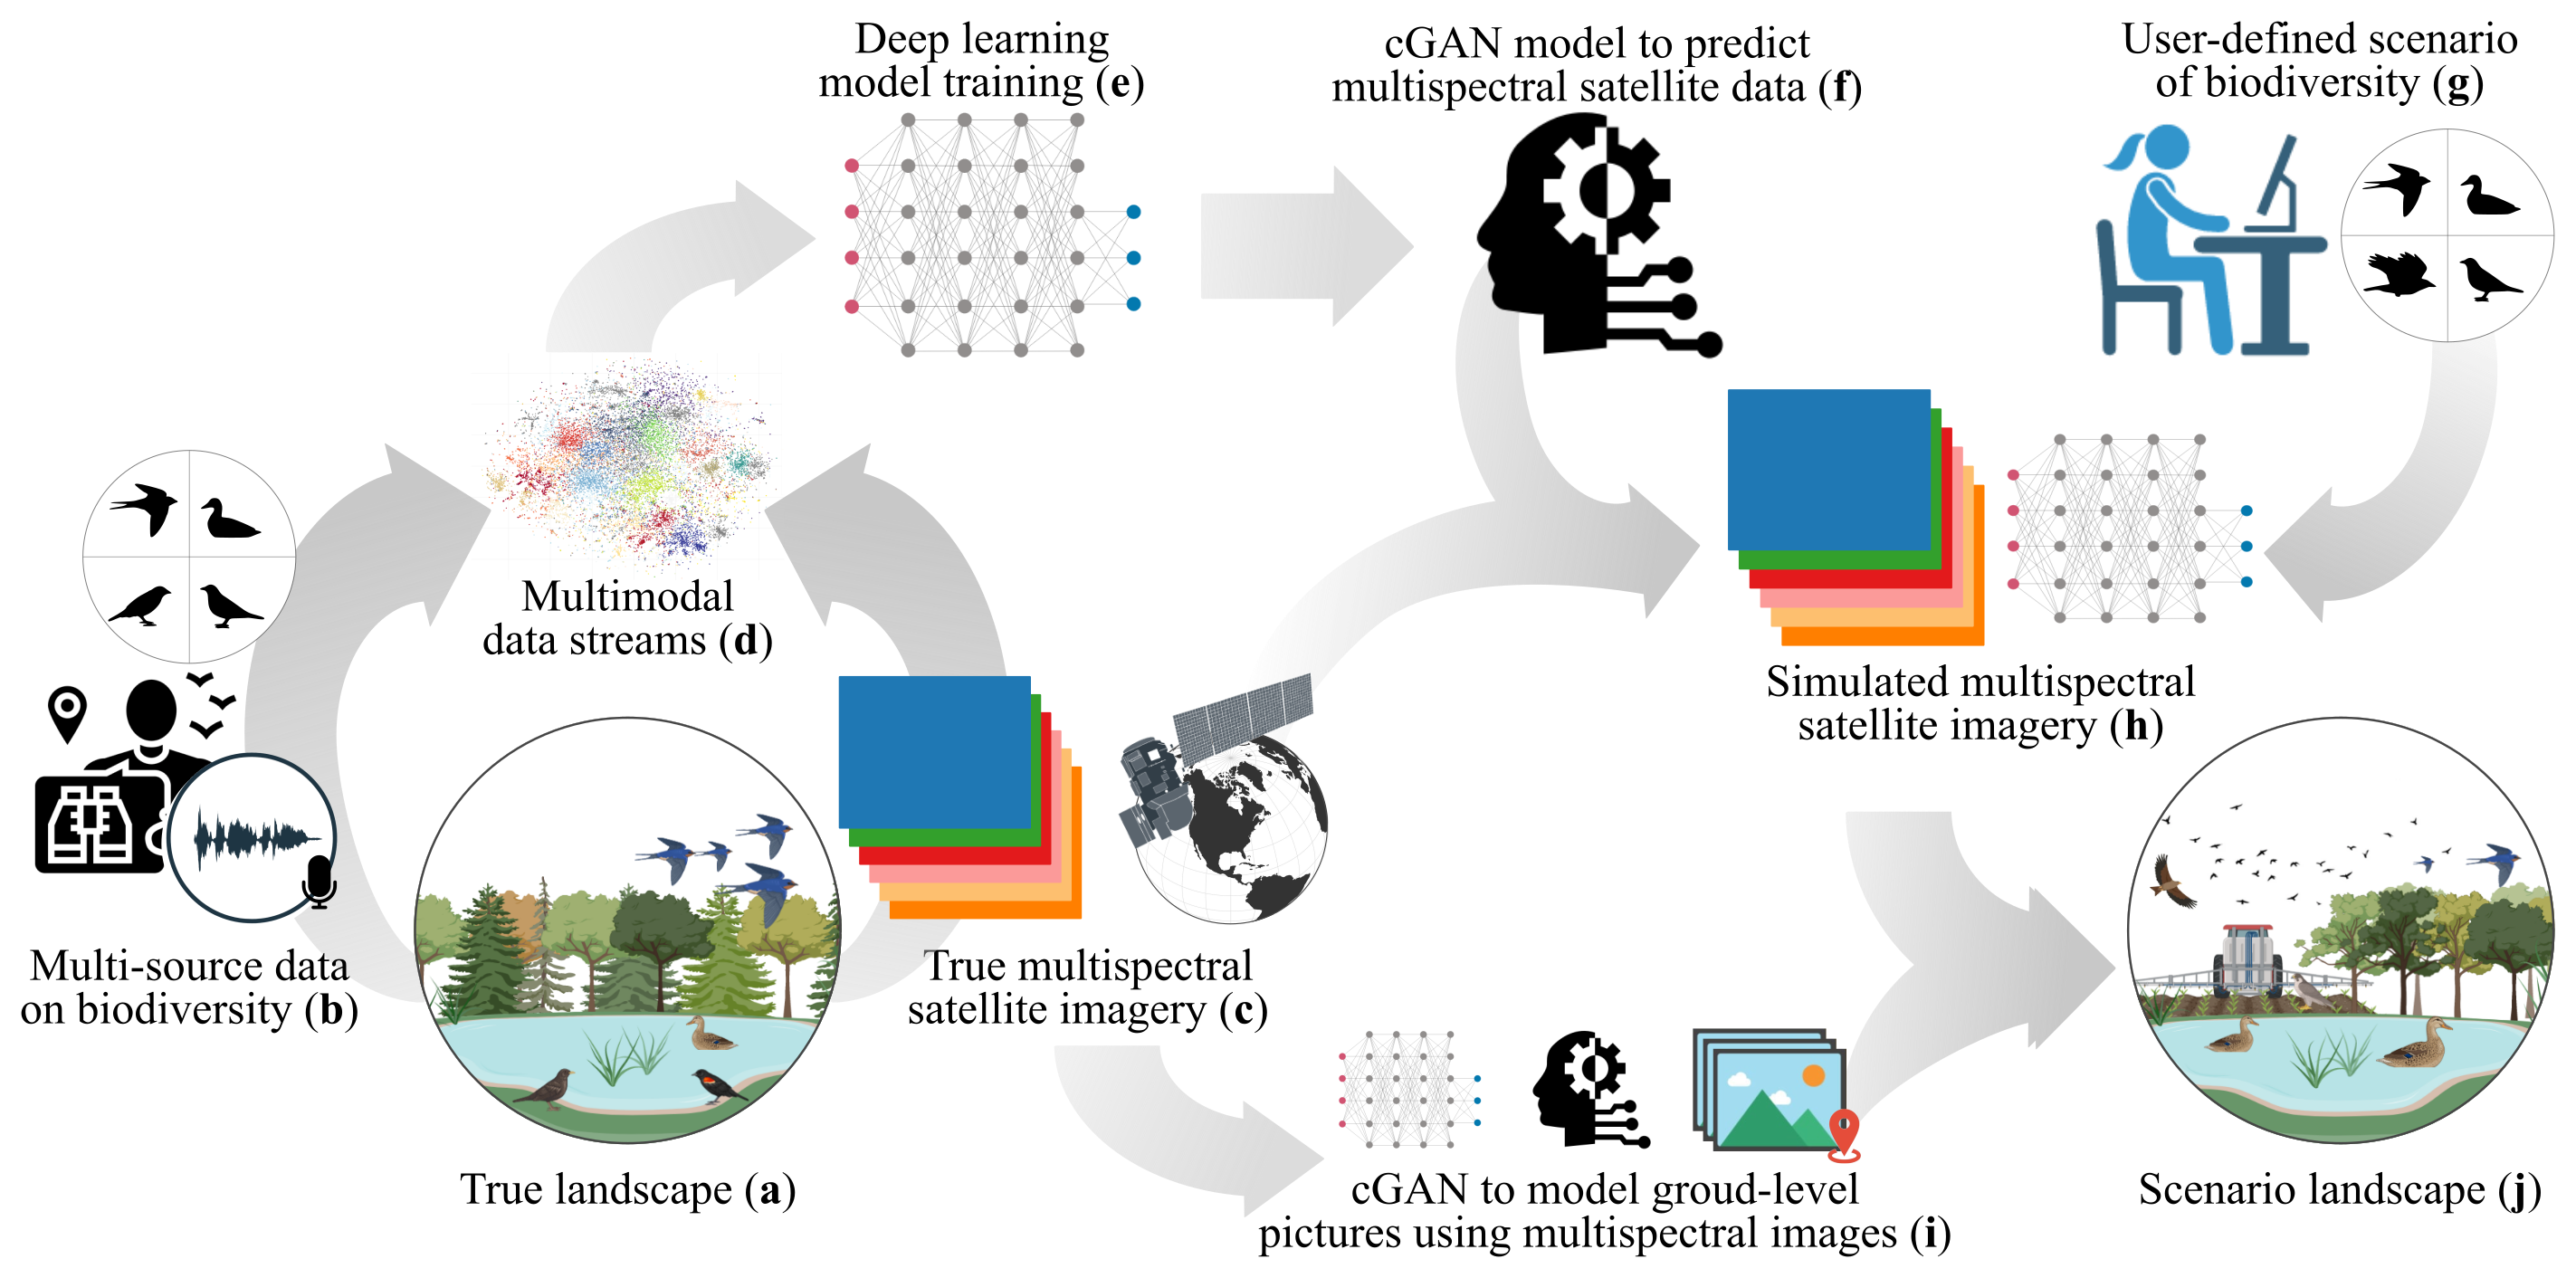 Deep learning
model training (e)
cGAN model to predict
multispectral satellite data (f)
User-defined scenario
of biodiversity (g)
Multimodal
data streams (d)
Simulated multispectral
satellite imagery (h)
Multi-source data
on biodiversity (b)
True multispectral
satellite imagery (c)
True landscape (a)
cGAN to model groud-level
pictures using multispectral images (i)
Scenario landscape (j)